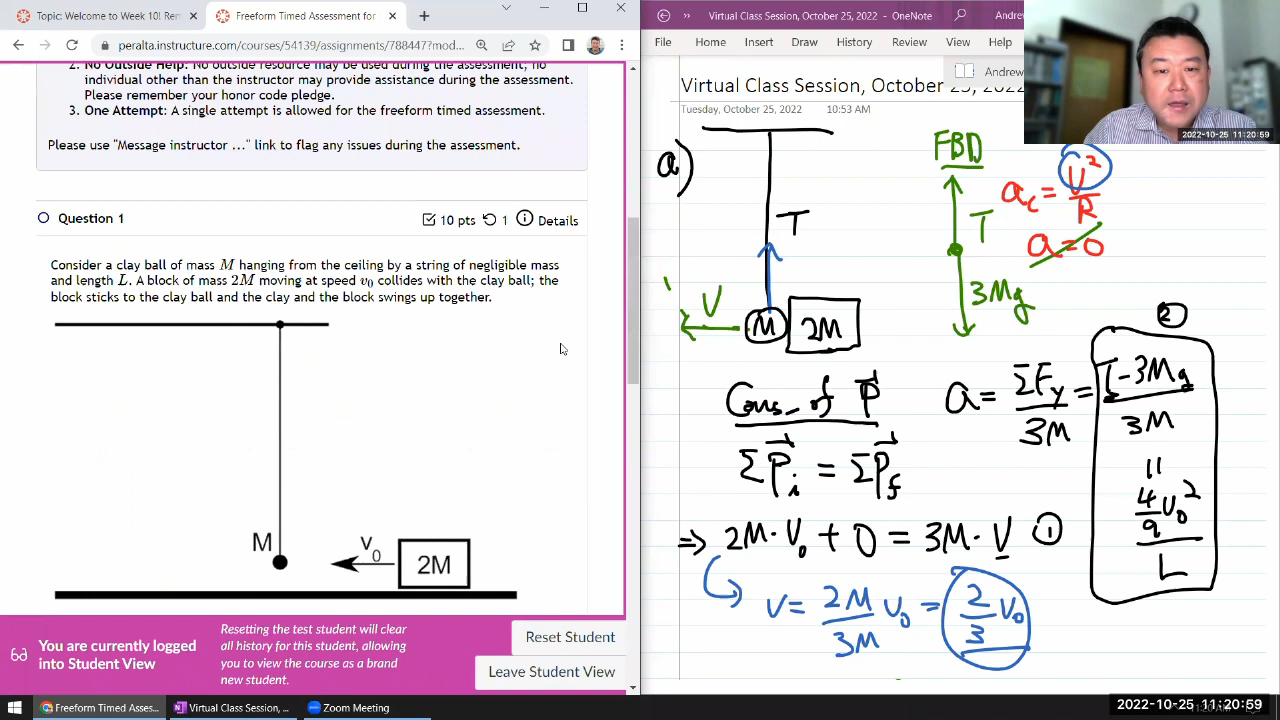 Topic: Welcome to Week 10! Rem
Freeform Timed Assessment for
peralta.instructure.com/courses/54139/assignments/788447?mod...
2. No Outside Help: No outside resource may be used during the assessment; no
individual other than the instructor may provide assistance during the assessment.
Please remember your honor code pledge.
3. One Attempt: A single attempt is allowed for the freeform timed assessment.
Please use "Message instructor ..." link to flag any issues during the assessment.
Question 1
10 pts
1
Details
Consider a clay ball of mass M hanging from the ceiling by a string of negligible mass
and length L. A block of mass 2M moving at speed v₀ collides with the clay ball; the
block sticks to the clay ball and the clay and the block swings up together.
M
v₀
2M
You are currently logged
into Student View
Resetting the test student will clear
all history for this student, allowing
you to view the course as a brand
new student.
Reset Student
Leave Student View
Virtual Class Session, October 25, 2022 - OneNote
Andrew
File Home Insert Draw History Review View Help
Andrew
Virtual Class Session, October 25, 2022
Tuesday, October 25, 2022 10:53 AM
a)
T
V
M
2M
FBD
T
3Mg
a_c = V²/R
a=0
Cons. of P⃗
ΣP⃗i = ΣP⃗f
⇒ 2M·V₀ + 0 = 3M·V ①
V = 2M/3M V₀ = 2/3 V₀
②
a = ΣFy/3M = T-3Mg/3M
=
4/9 V₀²/L
2022-10-25 11:20:59
Freeform Timed Asses...
Virtual Class Session, ...
Zoom Meeting
2022-10-25 11:20:59